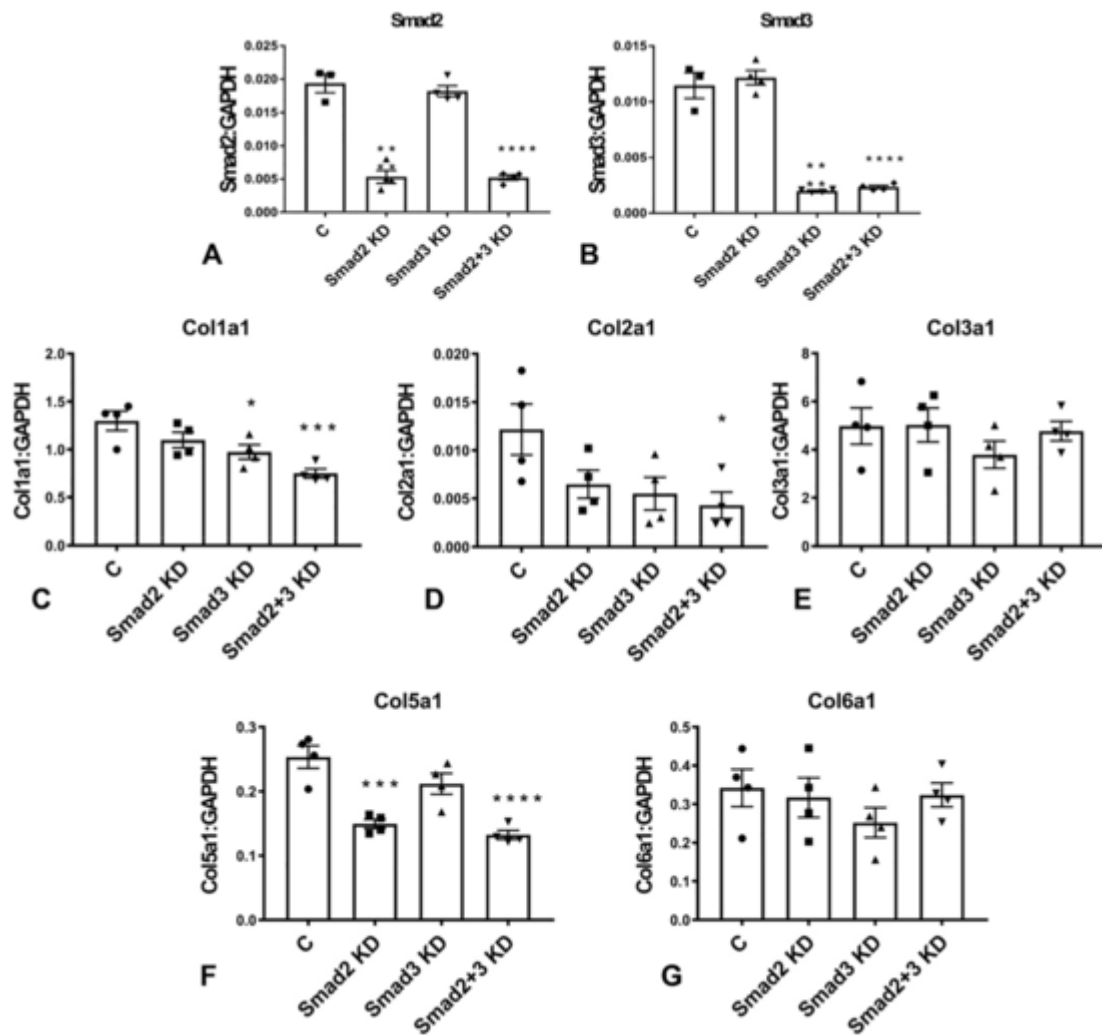 Smad2
Smad2:GAPDH
0.025
0.020
0.015
0.010
0.005
0.000
** **
****
C
Smad2 KD
Smad3 KD
Smad2+3 KD
A
Smad3
Smad3:GAPDH
0.015
0.010
0.005
0.000
** **
****
C
Smad2 KD
Smad3 KD
Smad2+3 KD
B
Col1a1
Col1a1:GAPDH
2.0
1.5
1.0
0.5
0.0
*
***
C
Smad2 KD
Smad3 KD
Smad2+3 KD
C
Col2a1
Col2a1:GAPDH
0.020
0.015
0.010
0.005
0.000
*
C
Smad2 KD
Smad3 KD
Smad2+3 KD
D
Col3a1
Col3a1:GAPDH
8
6
4
2
0
C
Smad2 KD
Smad3 KD
Smad2+3 KD
E
Col5a1
Col5a1:GAPDH
0.3
0.2
0.1
0.0
***
****
C
Smad2 KD
Smad3 KD
Smad2+3 KD
F
Col6a1
Col6a1:GAPDH
0.5
0.4
0.3
0.2
0.1
0.0
C
Smad2 KD
Smad3 KD
Smad2+3 KD
G